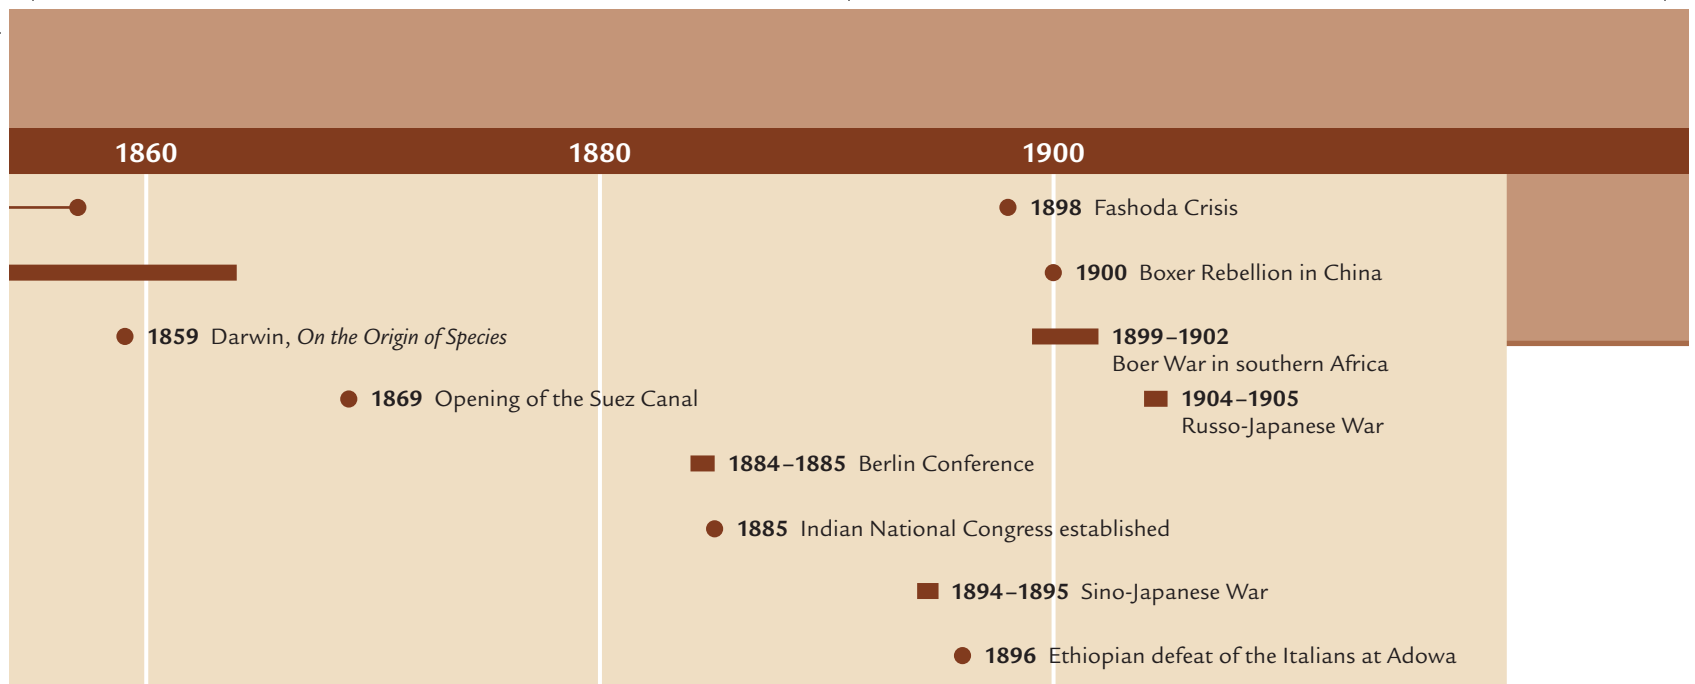 1860 1880 1900
1898 Fashoda Crisis
1900 Boxer Rebellion in China
1859 Darwin, On the Origin of Species
1899–1902
Boer War in southern Africa
1869 Opening of the Suez Canal
1904–1905
Russo-Japanese War
1884–1885 Berlin Conference
1885 Indian National Congress established
1894–1895 Sino-Japanese War
1896 Ethiopian defeat of the Italians at Adowa